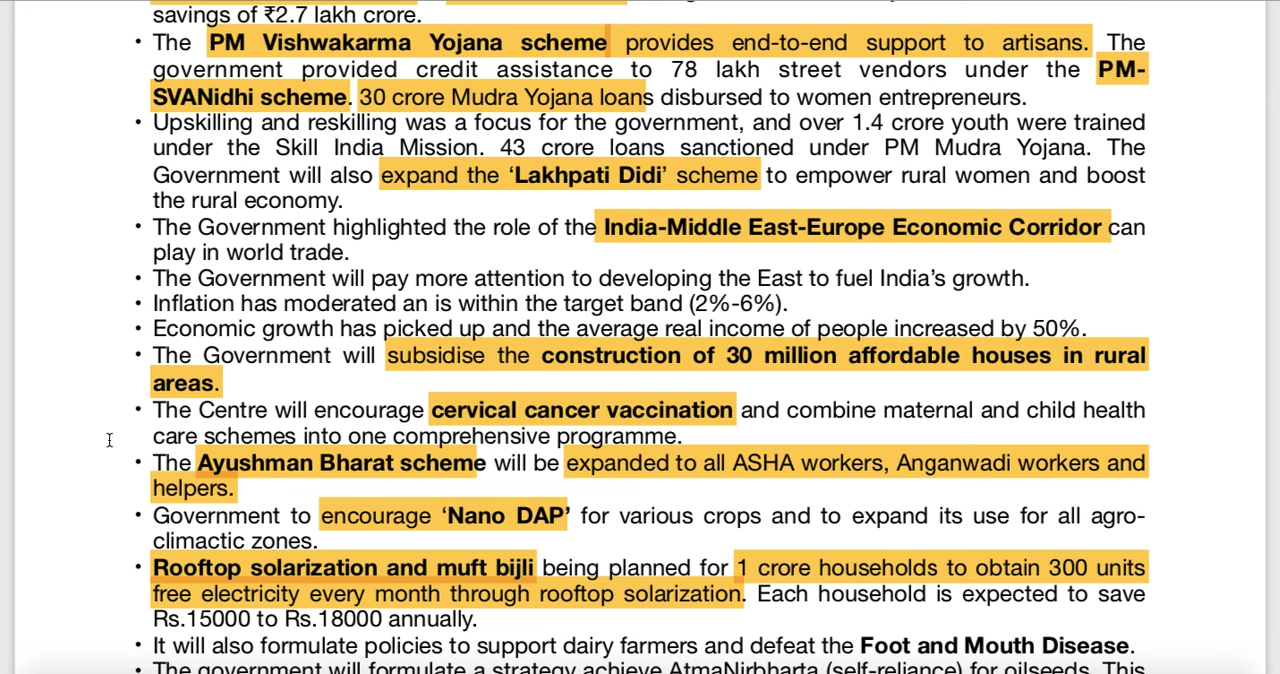 savings of ₹2.7 lakh crore.
• The PM Vishwakarma Yojana scheme provides end-to-end support to artisans. The
government provided credit assistance to 78 lakh street vendors under the PM-
SVANidhi scheme. 30 crore Mudra Yojana loans disbursed to women entrepreneurs.
• Upskilling and reskilling was a focus for the government, and over 1.4 crore youth were trained
under the Skill India Mission. 43 crore loans sanctioned under PM Mudra Yojana. The
Government will also expand the ‘Lakhpati Didi’ scheme to empower rural women and boost
the rural economy.
• The Government highlighted the role of the India-Middle East-Europe Economic Corridor can
play in world trade.
• The Government will pay more attention to developing the East to fuel India’s growth.
• Inflation has moderated an is within the target band (2%-6%).
• Economic growth has picked up and the average real income of people increased by 50%.
• The Government will subsidise the construction of 30 million affordable houses in rural
areas.
• The Centre will encourage cervical cancer vaccination and combine maternal and child health
care schemes into one comprehensive programme.
• The Ayushman Bharat scheme will be expanded to all ASHA workers, Anganwadi workers and
helpers.
• Government to encourage ‘Nano DAP’ for various crops and to expand its use for all agro-
climactic zones.
• Rooftop solarization and muft bijli being planned for 1 crore households to obtain 300 units
free electricity every month through rooftop solarization. Each household is expected to save
Rs.15000 to Rs.18000 annually.
• It will also formulate policies to support dairy farmers and defeat the Foot and Mouth Disease.
• The government will formulate a strategy achieve AtmaNirbharta (self-reliance) for oilseeds. This